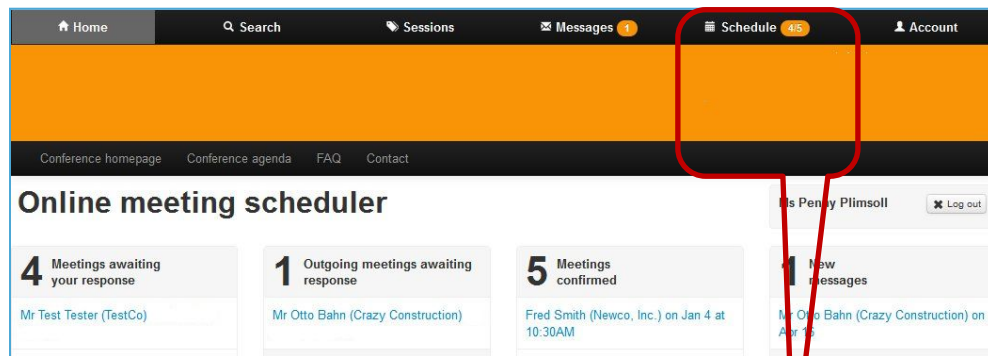 Home Search Sessions Messages 1 Schedule 4/5 Account
Conference homepage Conference agenda FAQ Contact
Online meeting scheduler
Ms Penny Plimsoll Log out
4 Meetings awaiting your response
1 Outgoing meetings awaiting response
5 Meetings confirmed
1 New messages
Mr Test Tester (TestCo)
Mr Otto Bahn (Crazy Construction)
Fred Smith (Newco, Inc.) on Jan 4 at
10:30AM
Mr Otto Bahn (Crazy Construction) on
Apr 15